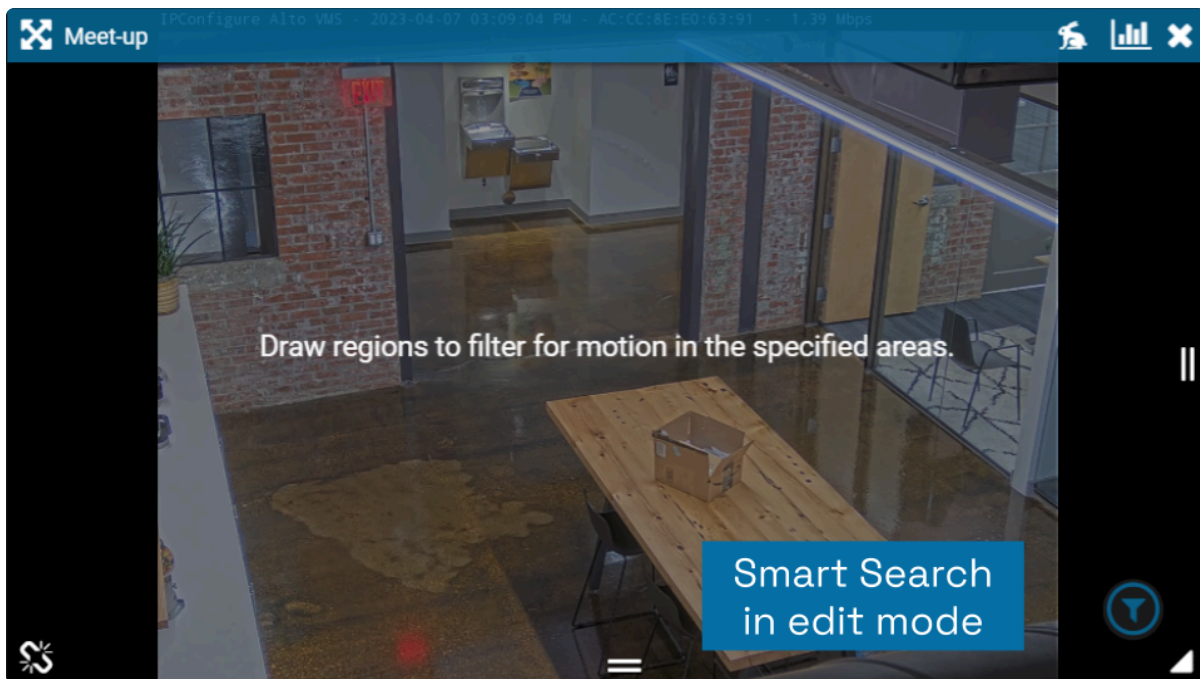 IPConfigure Alto VMS - 2023-04-07 03:09:04 PM - AC:CC:8E:E0:63:91 - 1.39 Mbps
Meet-up
EXIT
Draw regions to filter for motion in the specified areas.
Smart Search
in edit mode